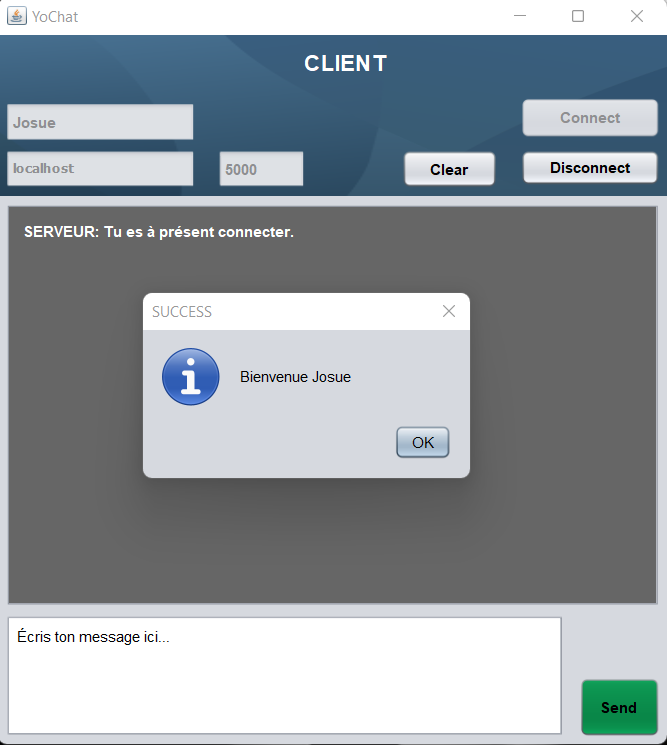 YoChat
CLIENT
Josue
Connect
localhost
5000
Clear
Disconnect
SERVEUR: Tu es à présent connecter.
SUCCESS
Bienvenue Josue
OK
Écris ton message ici...
Send